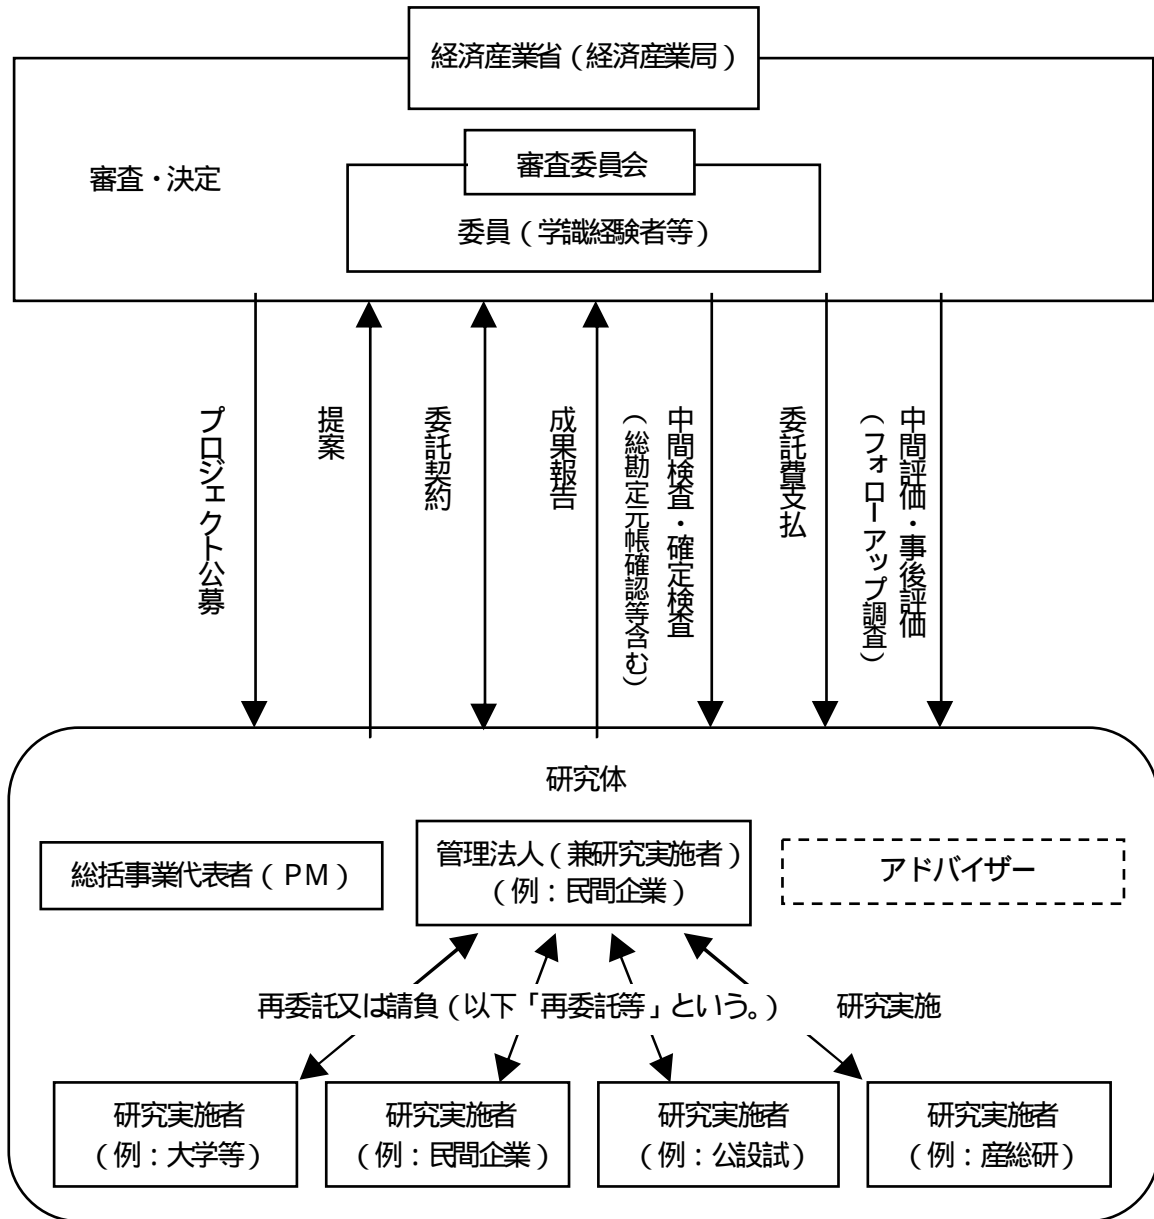 経済産業省(経済産業局)
審査委員会
審査・決定
委員(学識経験者等)
プロジェクト公募
提案
委託契約
成果報告
中間検査・確定検査
(総勘定元帳確認等含む)
委託費支払
中間評価・事後評価
(フォローアップ調査)
研究体
総括事業代表者(PM)
管理法人(兼研究実施者)
(例:民間企業)
アドバイザー
再委託又は請負(以下「再委託等」という。)
研究実施
研究実施者
(例:大学等)
研究実施者
(例:民間企業)
研究実施者
(例:公設試)
研究実施者
(例:産総研)